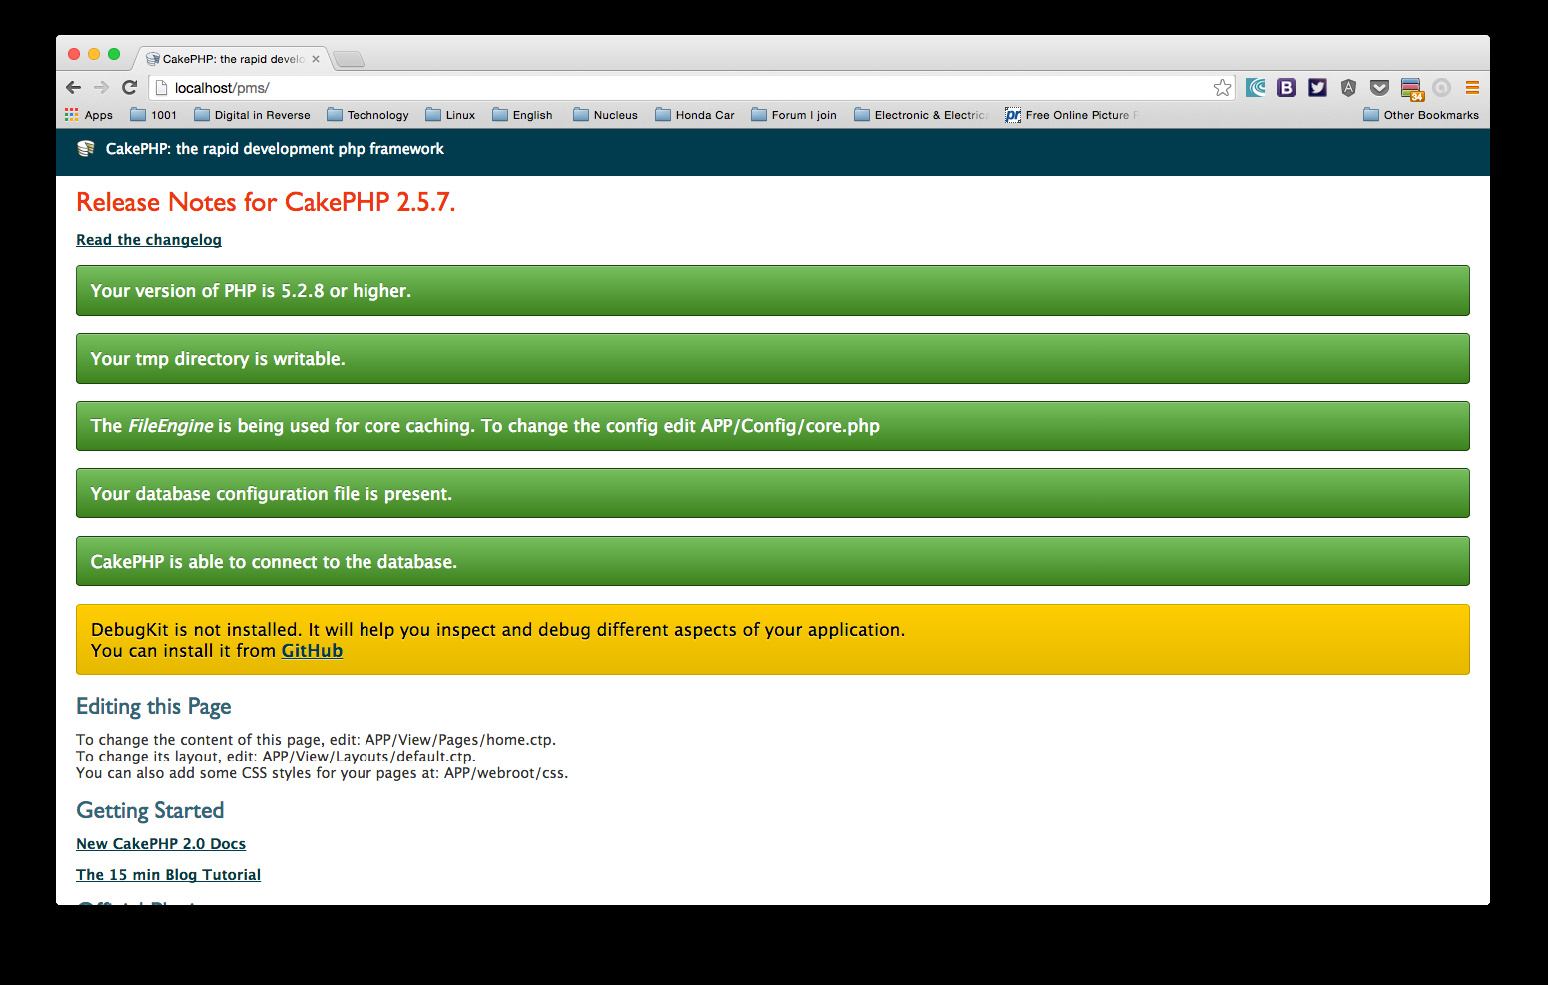 CakePHP: the rapid develo
localhost/pms/
34
Apps 1001 Digital in Reverse Technology Linux English Nucleus Honda Car Forum I join Electronic & Electric Free Online Picture Other Bookmarks
CakePHP: the rapid development php framework
Release Notes for CakePHP 2.5.7.
Read the changelog
Your version of PHP is 5.2.8 or higher.
Your tmp directory is writable.
The FileEngine is being used for core caching. To change the config edit APP/Config/core.php
Your database configuration file is present.
CakePHP is able to connect to the database.
DebugKit is not installed. It will help you inspect and debug different aspects of your application.
You can install it from GitHub
Editing this Page
To change the content of this page, edit: APP/View/Pages/home.ctp.
To change its layout, edit: APP/View/Layouts/default.ctp.
You can also add some CSS styles for your pages at: APP/webroot/css.
Getting Started
New CakePHP 2.0 Docs
The 15 min Blog Tutorial